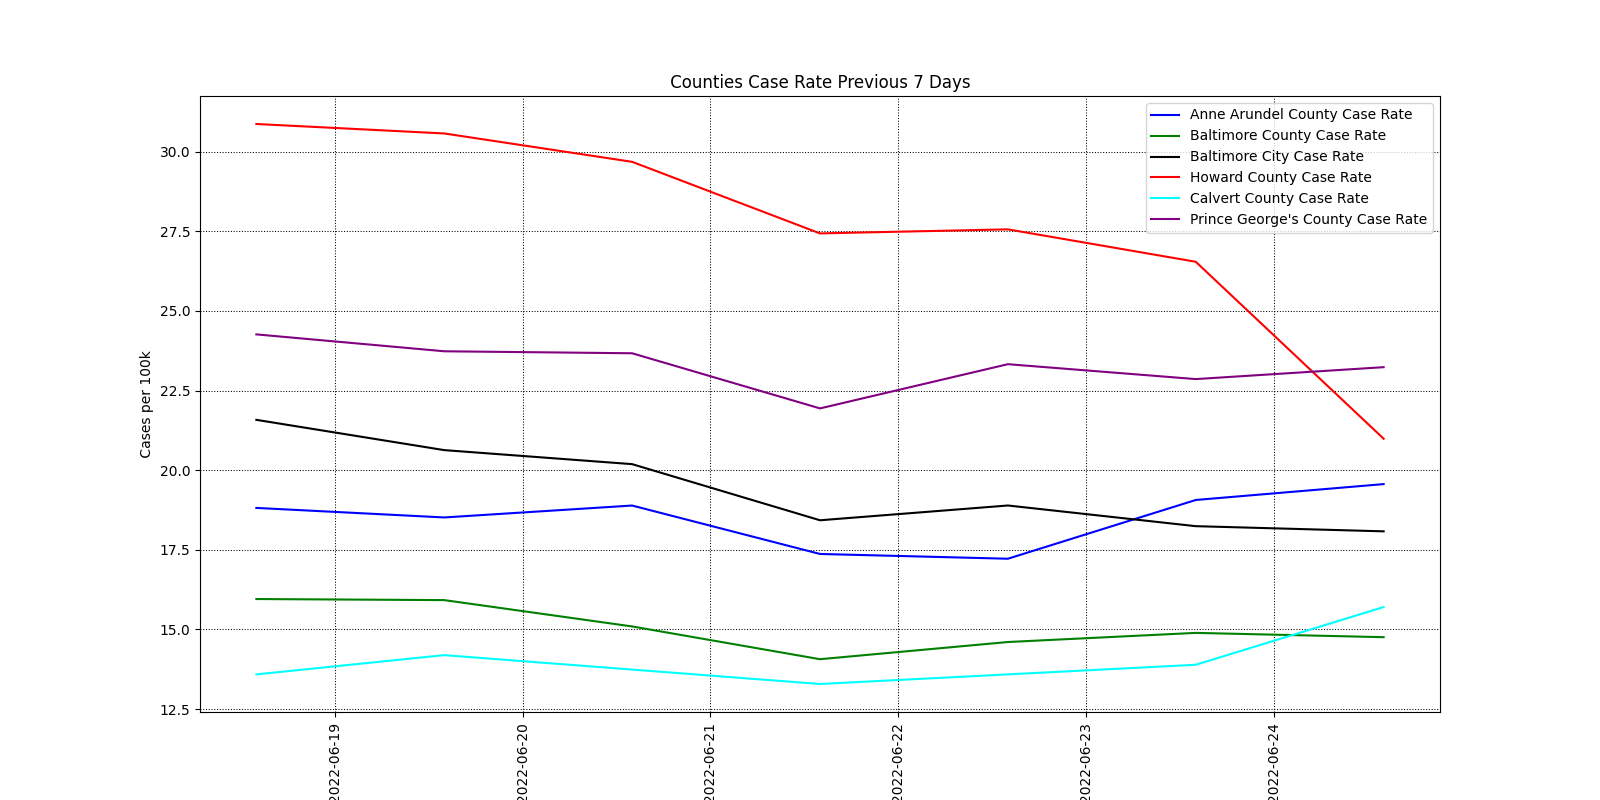 Counties Case Rate Previous 7 Days
Anne Arundel County Case Rate
Baltimore County Case Rate
Baltimore City Case Rate
Howard County Case Rate
Calvert County Case Rate
Prince George's County Case Rate
Cases per 100k
30.0
27.5
25.0
22.5
20.0
17.5
15.0
12.5
2022-06-19
2022-06-20
2022-06-21
2022-06-22
2022-06-23
2022-06-24